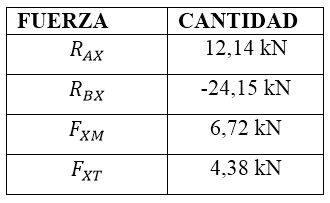 FUERZA CANTIDAD
R_AX 12,14 kN
R_BX -24,15 kN
F_XM 6,72 kN
F_XT 4,38 kN